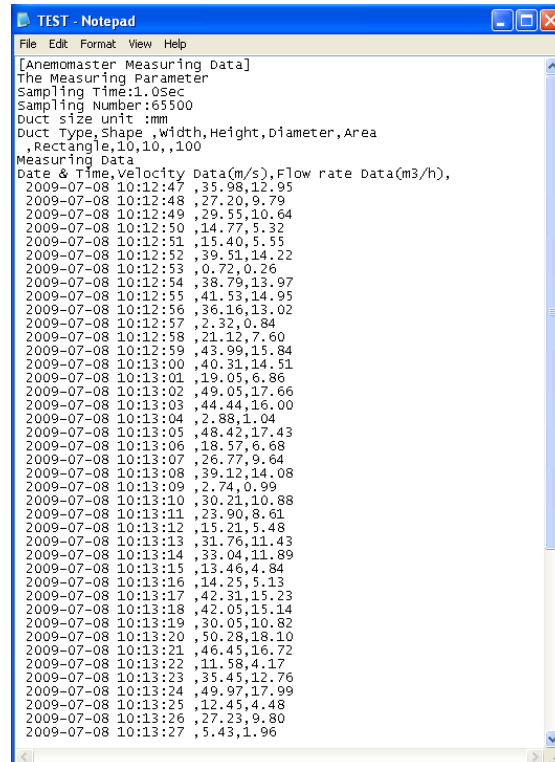 TEST - Notepad
File Edit Format View Help
[Anemomaster Measuring Data]
The Measuring Parameter
Sampling Time:1.0Sec
Sampling Number:65500
Duct size unit :mm
Duct Type,Shape ,Width,Height,Diameter,Area
 ,Rectangle,10,10,,100
Measuring Data
Date & Time,Velocity Data(m/s),Flow rate Data(m3/h),
2009-07-08 10:12:47 ,35.98,12.95
2009-07-08 10:12:48 ,27.20,9.79
2009-07-08 10:12:49 ,29.55,10.64
2009-07-08 10:12:50 ,14.77,5.32
2009-07-08 10:12:51 ,15.40,5.55
2009-07-08 10:12:52 ,39.51,14.22
2009-07-08 10:12:53 ,0.72,0.26
2009-07-08 10:12:54 ,38.79,13.97
2009-07-08 10:12:55 ,41.53,14.95
2009-07-08 10:12:56 ,36.16,13.02
2009-07-08 10:12:57 ,2.32,0.84
2009-07-08 10:12:58 ,21.12,7.60
2009-07-08 10:12:59 ,43.99,15.84
2009-07-08 10:13:00 ,40.31,14.51
2009-07-08 10:13:01 ,19.05,6.86
2009-07-08 10:13:02 ,49.05,17.66
2009-07-08 10:13:03 ,44.44,16.00
2009-07-08 10:13:04 ,2.88,1.04
2009-07-08 10:13:05 ,48.42,17.43
2009-07-08 10:13:06 ,18.57,6.68
2009-07-08 10:13:07 ,26.77,9.64
2009-07-08 10:13:08 ,39.12,14.08
2009-07-08 10:13:09 ,2.74,0.99
2009-07-08 10:13:10 ,30.21,10.88
2009-07-08 10:13:11 ,23.90,8.61
2009-07-08 10:13:12 ,15.21,5.48
2009-07-08 10:13:13 ,31.76,11.43
2009-07-08 10:13:14 ,33.04,11.89
2009-07-08 10:13:15 ,13.46,4.84
2009-07-08 10:13:16 ,14.25,5.13
2009-07-08 10:13:17 ,42.31,15.23
2009-07-08 10:13:18 ,42.05,15.14
2009-07-08 10:13:19 ,30.05,10.82
2009-07-08 10:13:20 ,50.28,18.10
2009-07-08 10:13:21 ,46.45,16.72
2009-07-08 10:13:22 ,11.58,4.17
2009-07-08 10:13:23 ,35.45,12.76
2009-07-08 10:13:24 ,49.97,17.99
2009-07-08 10:13:25 ,12.45,4.48
2009-07-08 10:13:26 ,27.23,9.80
2009-07-08 10:13:27 ,5.43,1.96